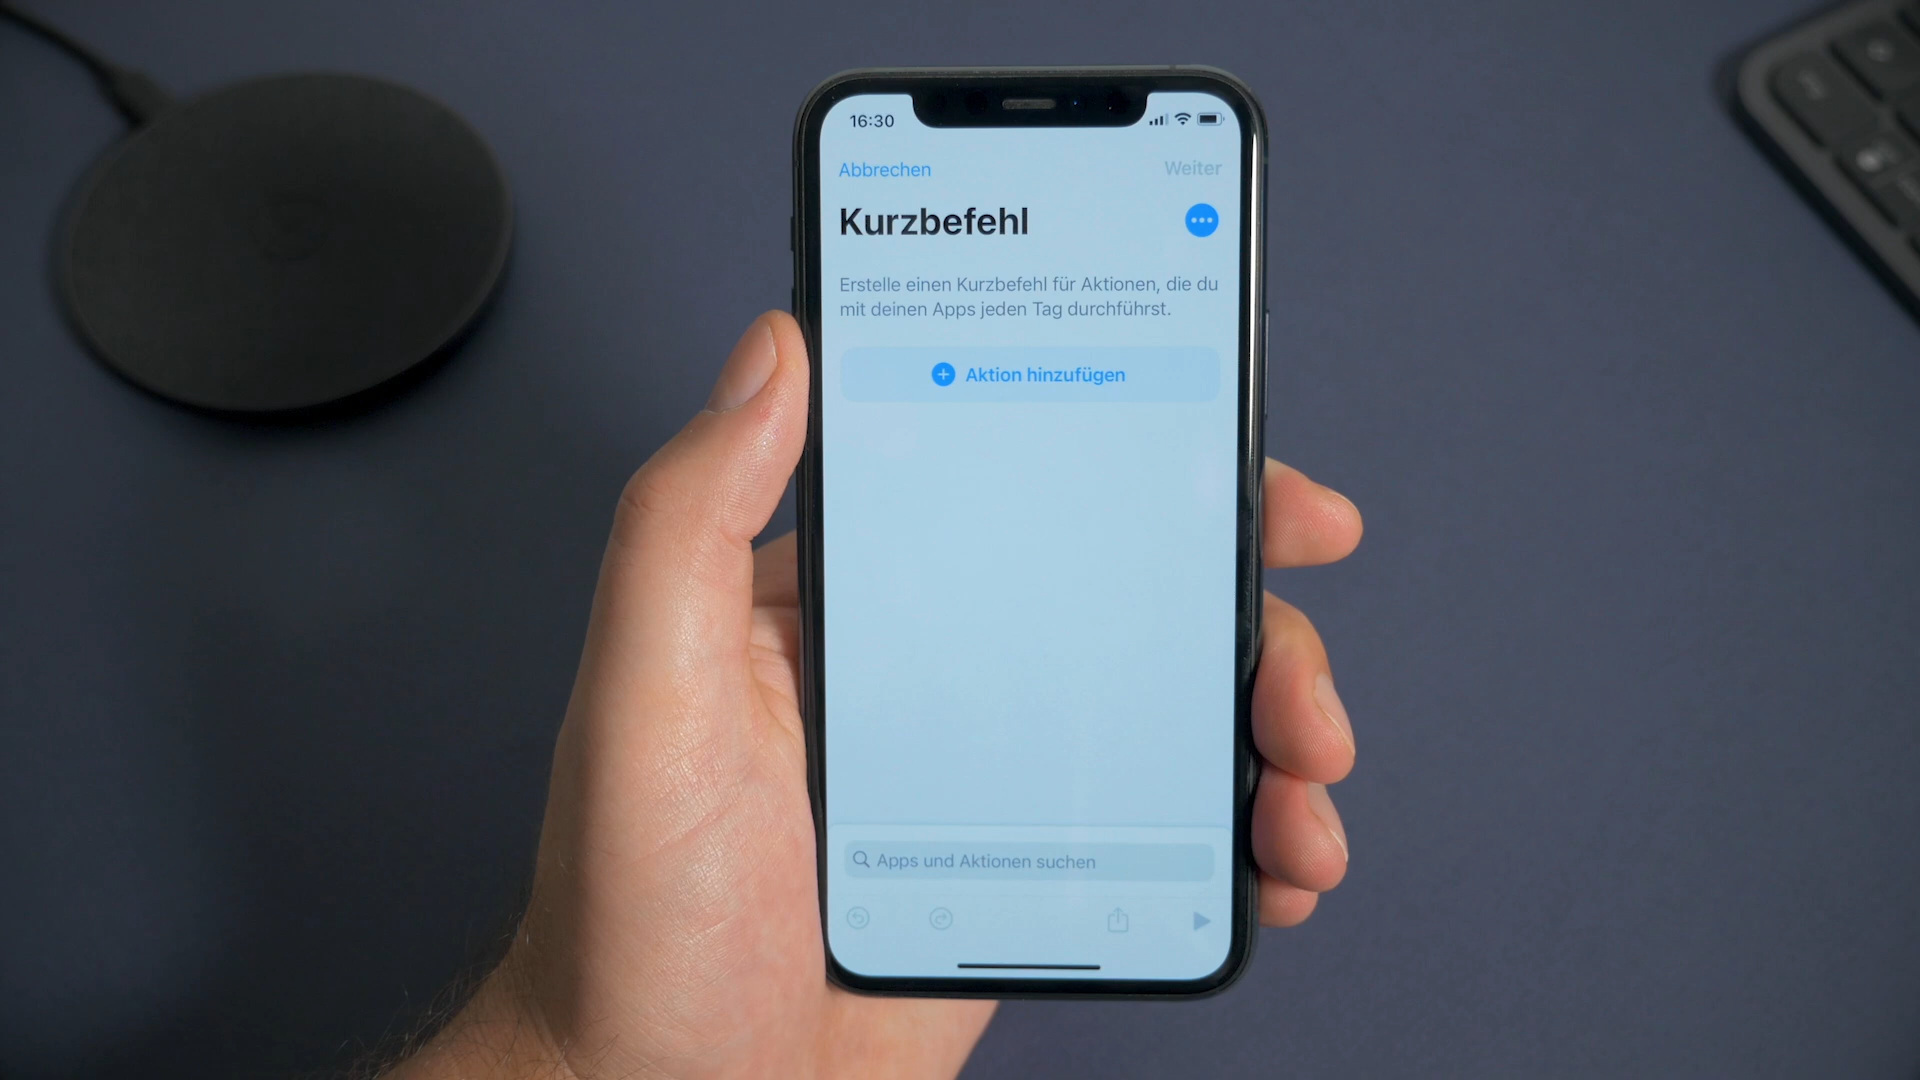 16:30
Abbrechen
Weiter
Kurzbefehl
Erstelle einen Kurzbefehl für Aktionen, die du
mit deinen Apps jeden Tag durchführst.
Aktion hinzufügen
Apps und Aktionen suchen